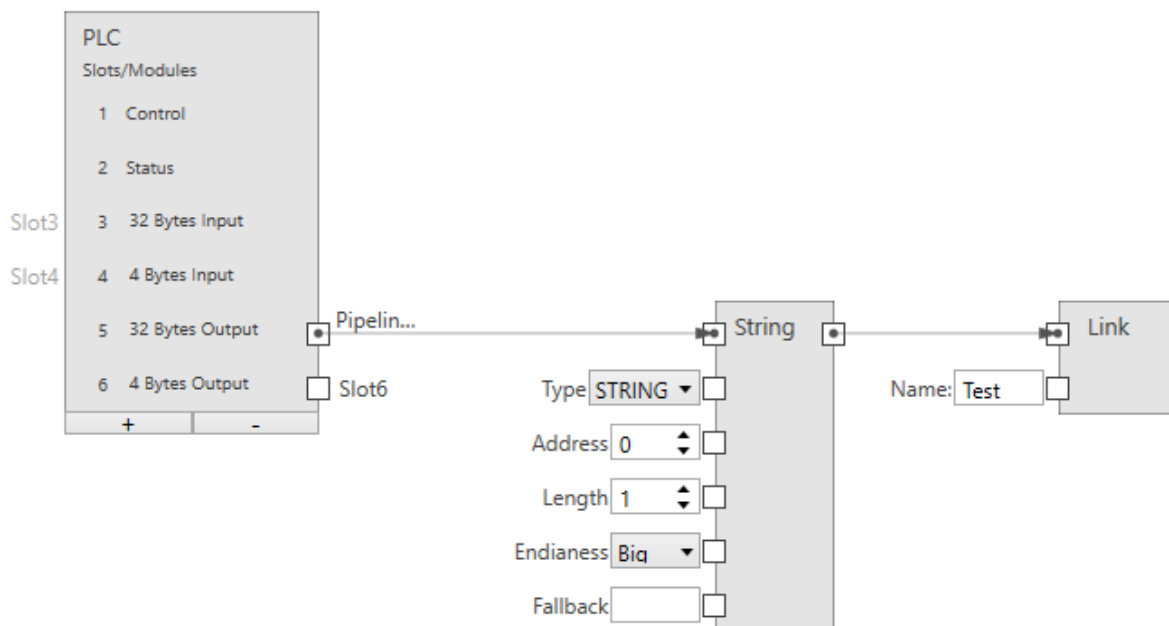 PLC
Slots/Modules
1 Control
2 Status
Slot3 3 32 Bytes Input
Slot4 4 4 Bytes Input
5 32 Bytes Output Pipelin... String Link
6 4 Bytes Output Slot6 Type STRING Name: Test
+ -
Address 0
Length 1
Endianess Big
Fallback